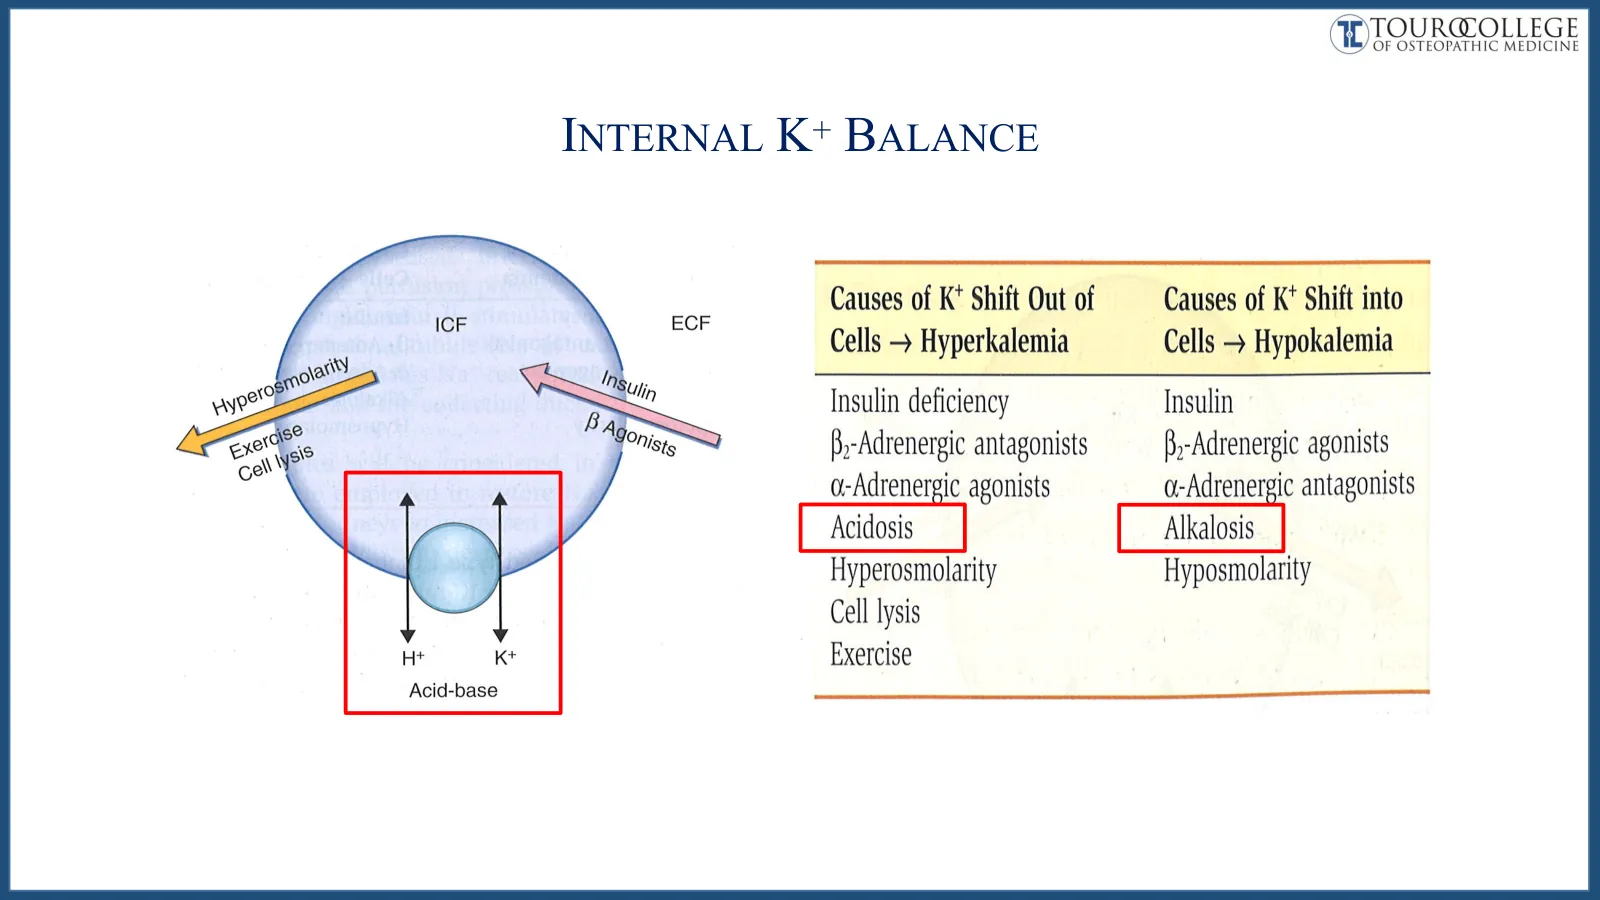 TOURO COLLEGE
OF OSTEOPATHIC MEDICINE
INTERNAL K+ BALANCE
ICF
ECF
Hyperosmolarity
Exercise
Cell lysis
Insulin
β Agonists
H+
K+
Acid-base
Causes of K+ Shift Out of
Cells → Hyperkalemia
Causes of K+ Shift into
Cells → Hypokalemia
Insulin deficiency
Insulin
β2-Adrenergic antagonists
β2-Adrenergic agonists
α-Adrenergic agonists
α-Adrenergic antagonists
Acidosis
Alkalosis
Hyperosmolarity
Hyposmolarity
Cell lysis
Exercise